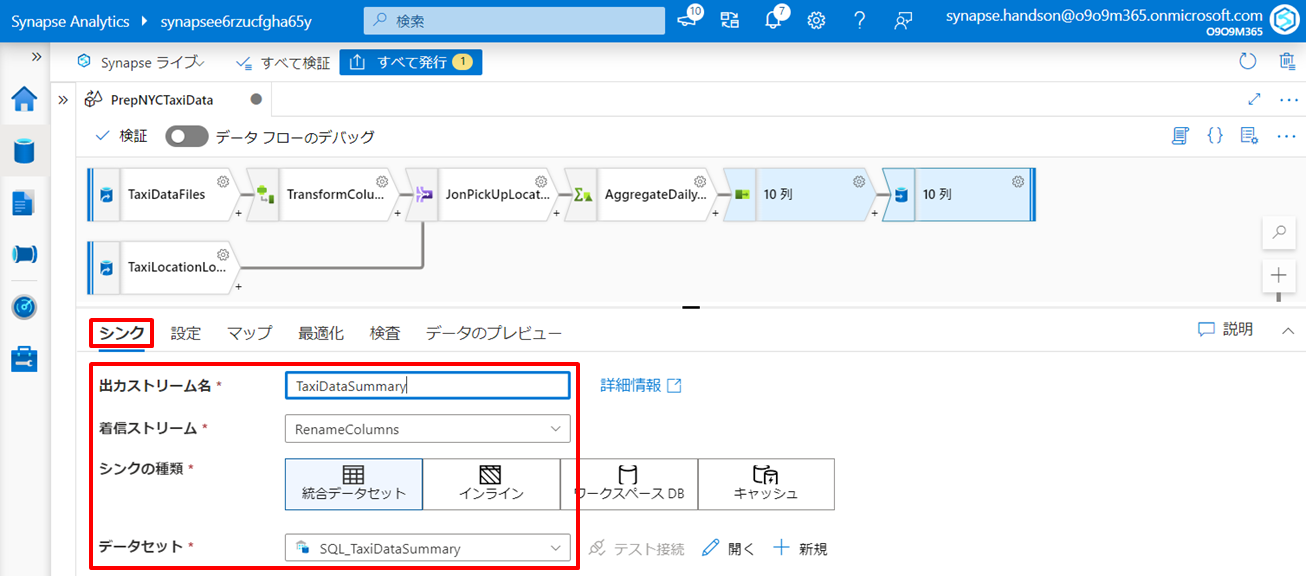 Synapse Analytics synapsee6rzucfgha65y 検索 10 7 synapse.handson@o9o9m365.onmicrosoft.com
O9O9M365
Synapse ライブ すべて検証 すべて発行 1
PrepNYCTaxiData
検証 データ フローのデバッグ
TaxiDataFiles TransformColu... JonPickUpLocat... AggregateDaily... 10 列 10 列
TaxiLocationLo...
シンク 設定 マップ 最適化 検査 データのプレビュー 説明
出力ストリーム名 * TaxiDataSummary 詳細情報
着信ストリーム * RenameColumns
シンクの種類 * 統合データセット インライン ワークスペース DB キャッシュ
データセット * SQL_TaxiDataSummary テスト接続 開く 新規